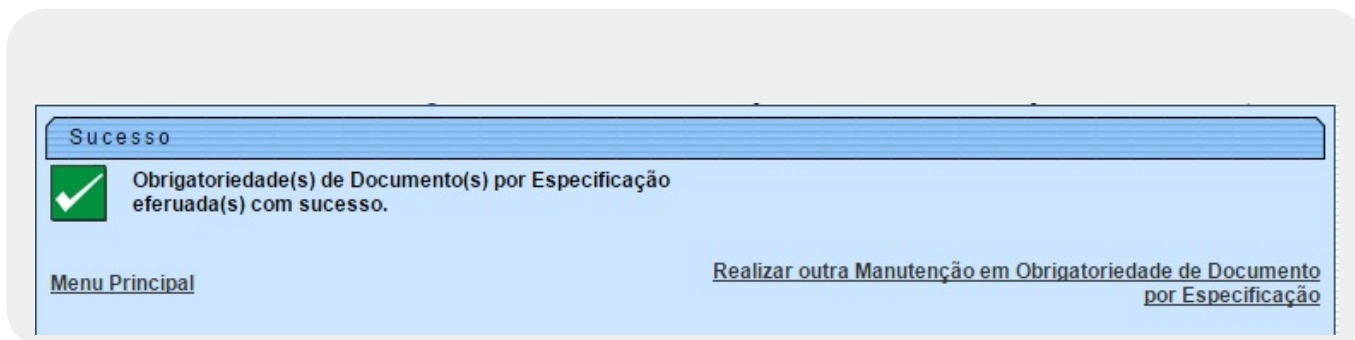 Sucesso
Obrigatoriedade(s) de Documento(s) por Especificação
eferuada(s) com sucesso.
Menu Principal
Realizar outra Manutenção em Obrigatoriedade de Documento
por Especificação